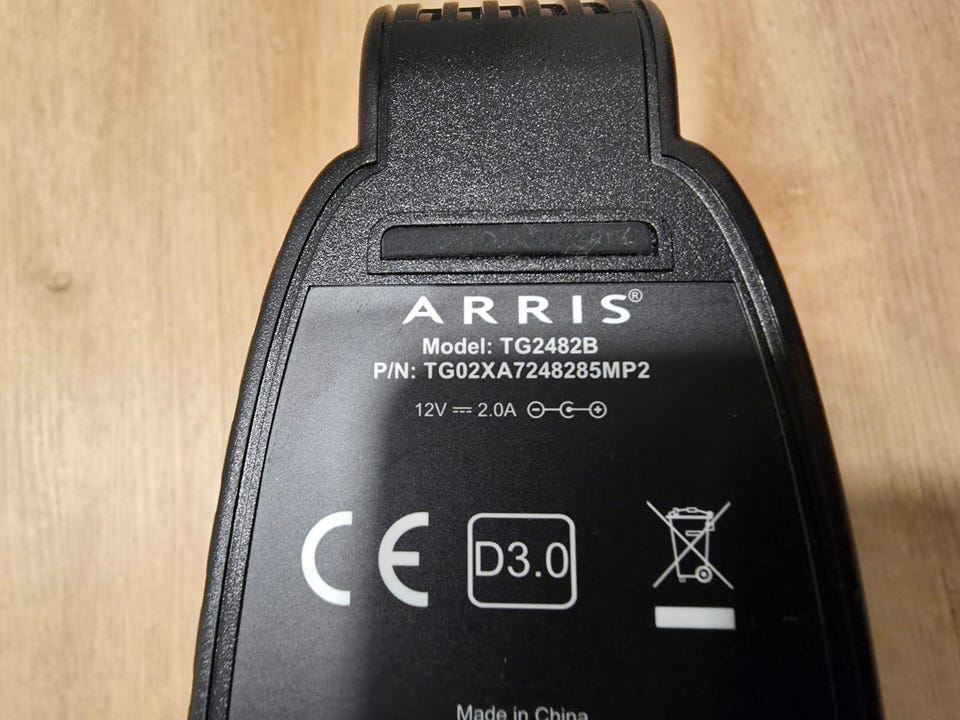 ARRIS®
Model: TG2482B
P/N: TG02XA7248285MP2
12V ⎓ 2.0A
CE
D3.0
Made in China